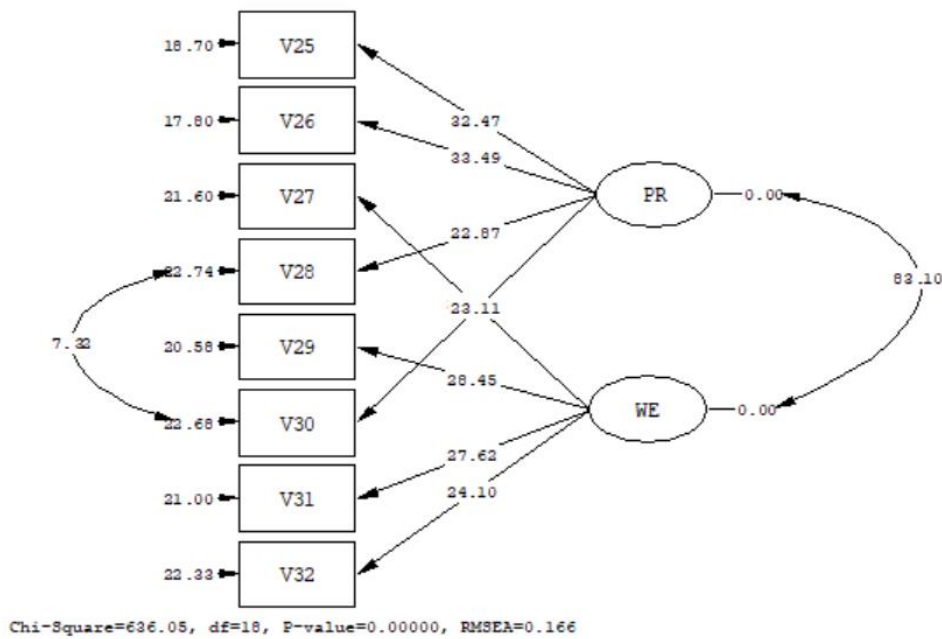 18.70 V25
32.47
17.80 V26
33.49
PR 0.00
21.60 V27
22.87
22.74 V28
83.10
23.11
7.32
20.58 V29
28.45
WE 0.00
22.68 V30
27.62
21.00 V31
24.10
22.33 V32
Chi-Square=636.05, df=18, P-value=0.00000, RMSEA=0.166